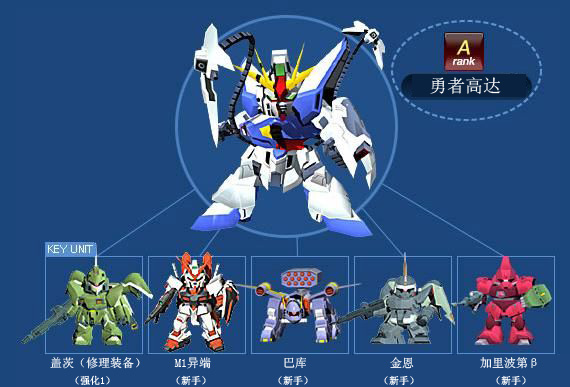 A
rank
勇者高达
KEY UNIT
盖茨（修理装备）
（强化1）
M1异端
（新手）
巴库
（新手）
金恩
（新手）
加里波第β
（新手）